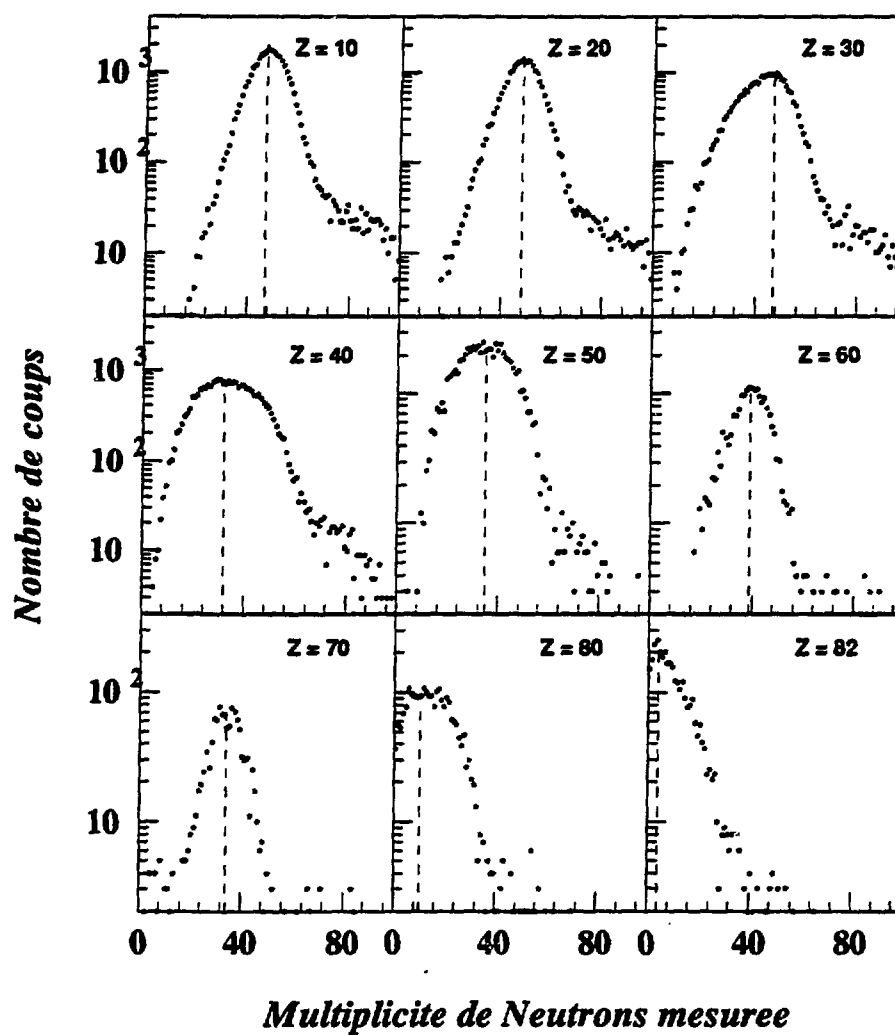 Z = 10
Z = 20
Z = 30
10 3
10 2
10
Z = 40
Z = 50
Z = 60
10 3
10 2
10
Z = 70
Z = 80
Z = 82
10 2
10
0 40 80 0 40 80 0 40 80
Nombre de coups
Multiplicite de Neutrons mesuree